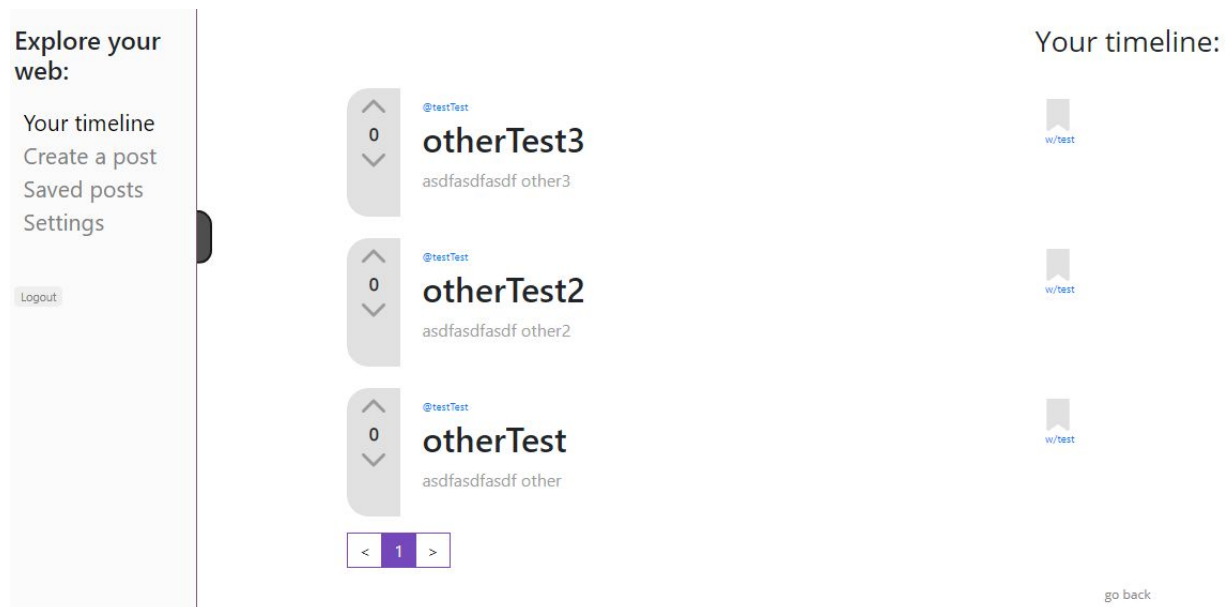 Explore your
web:
Your timeline
Create a post
Saved posts
Settings
Logout
Your timeline:
@testTest
0
otherTest3
asdfasdfasdf other3
w/test
@testTest
0
otherTest2
asdfasdfasdf other2
w/test
@testTest
0
otherTest
asdfasdfasdf other
w/test
< 1 >
go back